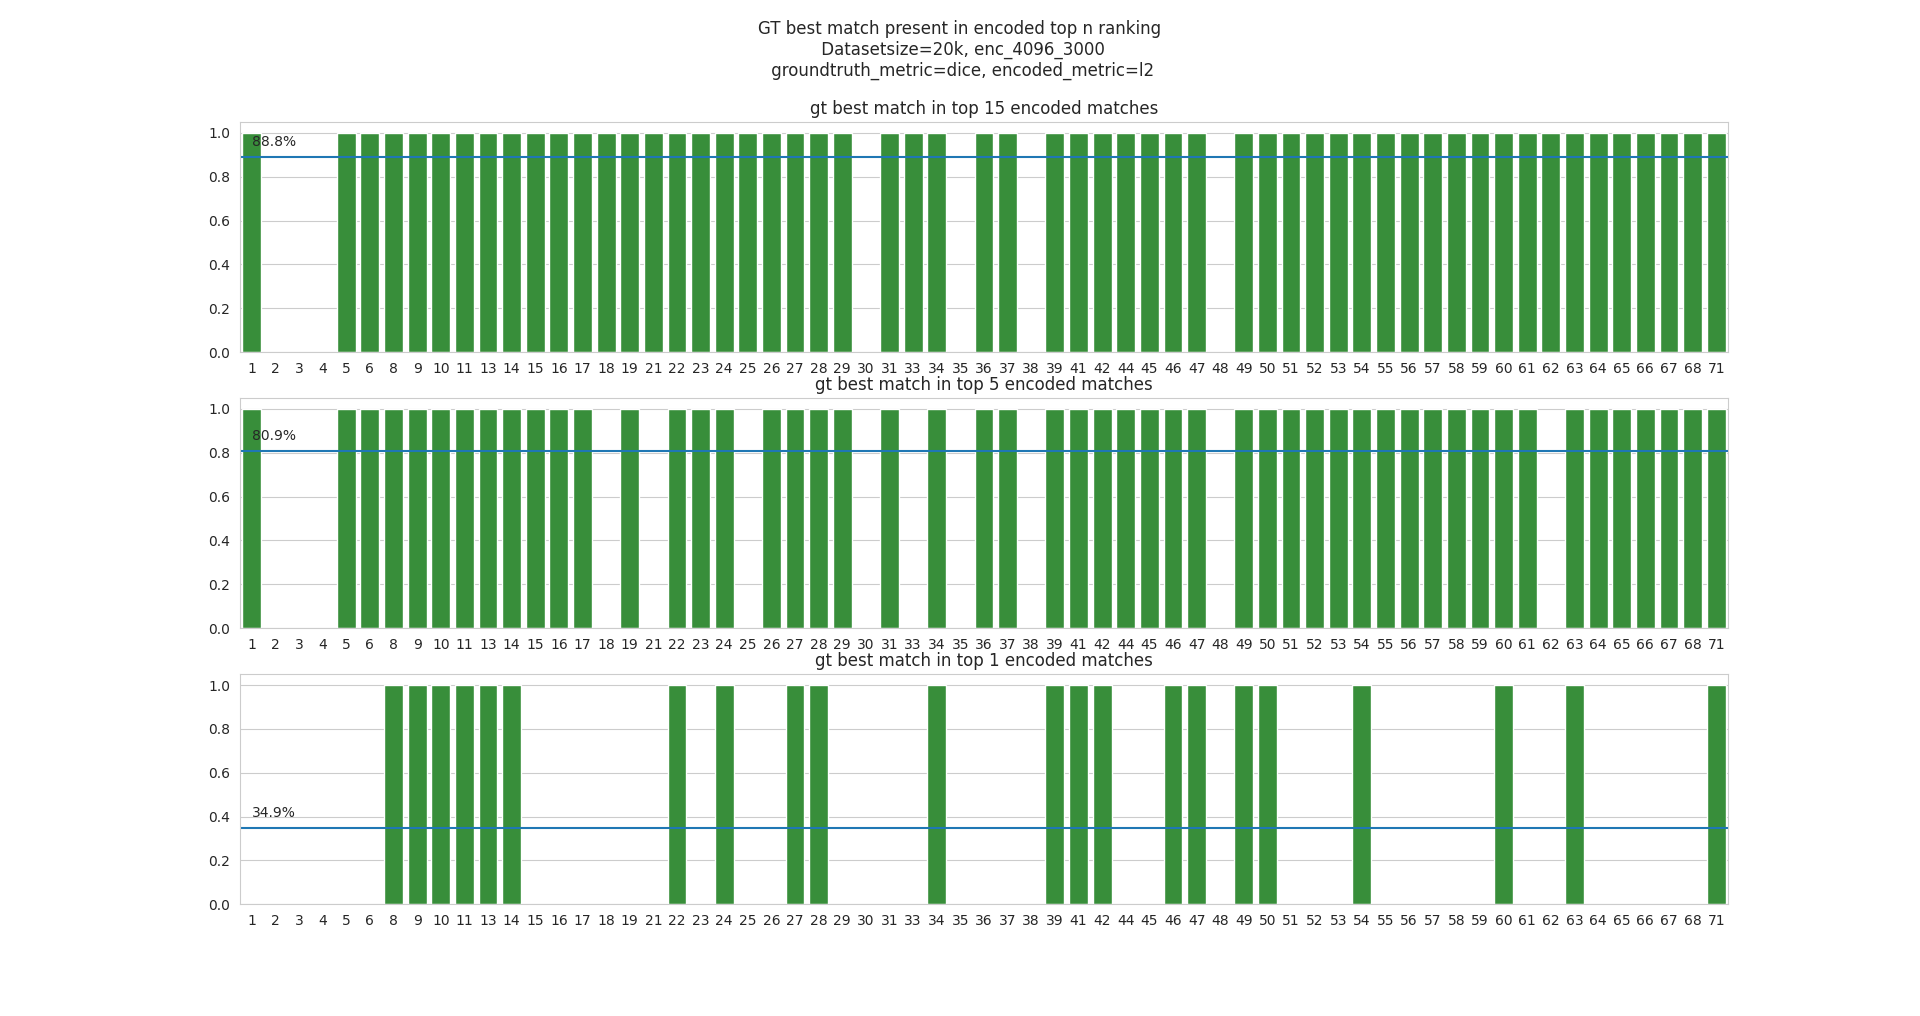 GT best match present in encoded top n ranking
Datasetsize=20k, enc_4096_3000
groundtruth_metric=dice, encoded_metric=l2
gt best match in top 15 encoded matches
1.0
88.8%
0.8
0.6
0.4
0.2
0.0
1 2 3 4 5 6 8 9 10 11 13 14 15 16 17 18 19 21 22 23 24 25 26 27 28 29 30 31 33 34 35 36 37 38 39 41 42 44 45 46 47 48 49 50 51 52 53 54 55 56 57 58 59 60 61 62 63 64 65 66 67 68 71
gt best match in top 5 encoded matches
1.0
80.9%
0.8
0.6
0.4
0.2
0.0
1 2 3 4 5 6 8 9 10 11 13 14 15 16 17 18 19 21 22 23 24 25 26 27 28 29 30 31 33 34 35 36 37 38 39 41 42 44 45 46 47 48 49 50 51 52 53 54 55 56 57 58 59 60 61 62 63 64 65 66 67 68 71
gt best match in top 1 encoded matches
1.0
0.8
0.6
34.9%
0.4
0.2
0.0
1 2 3 4 5 6 8 9 10 11 13 14 15 16 17 18 19 21 22 23 24 25 26 27 28 29 30 31 33 34 35 36 37 38 39 41 42 44 45 46 47 48 49 50 51 52 53 54 55 56 57 58 59 60 61 62 63 64 65 66 67 68 71